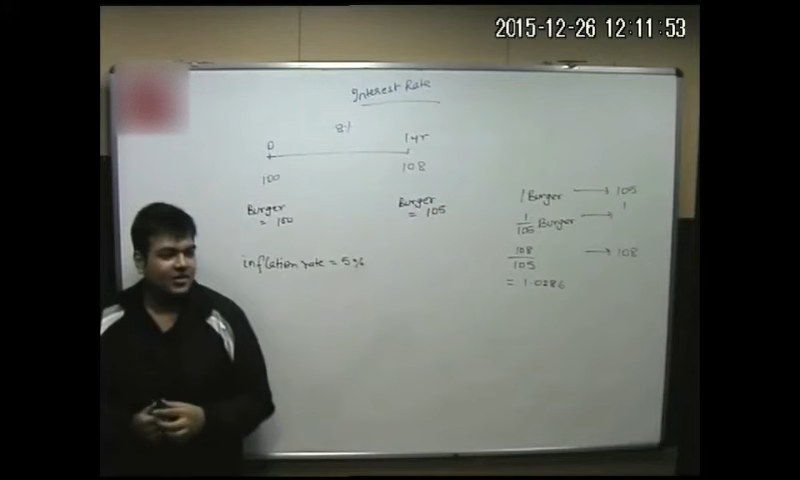 2015-12-26 12:11:53
Interest Rate
8%
0 1 yr
100 108
Burger = 100
Burger = 105
inflation rate = 5%
1 Burger → 105
1/105 Burger → 1
108/105 → 108
= 1.0286